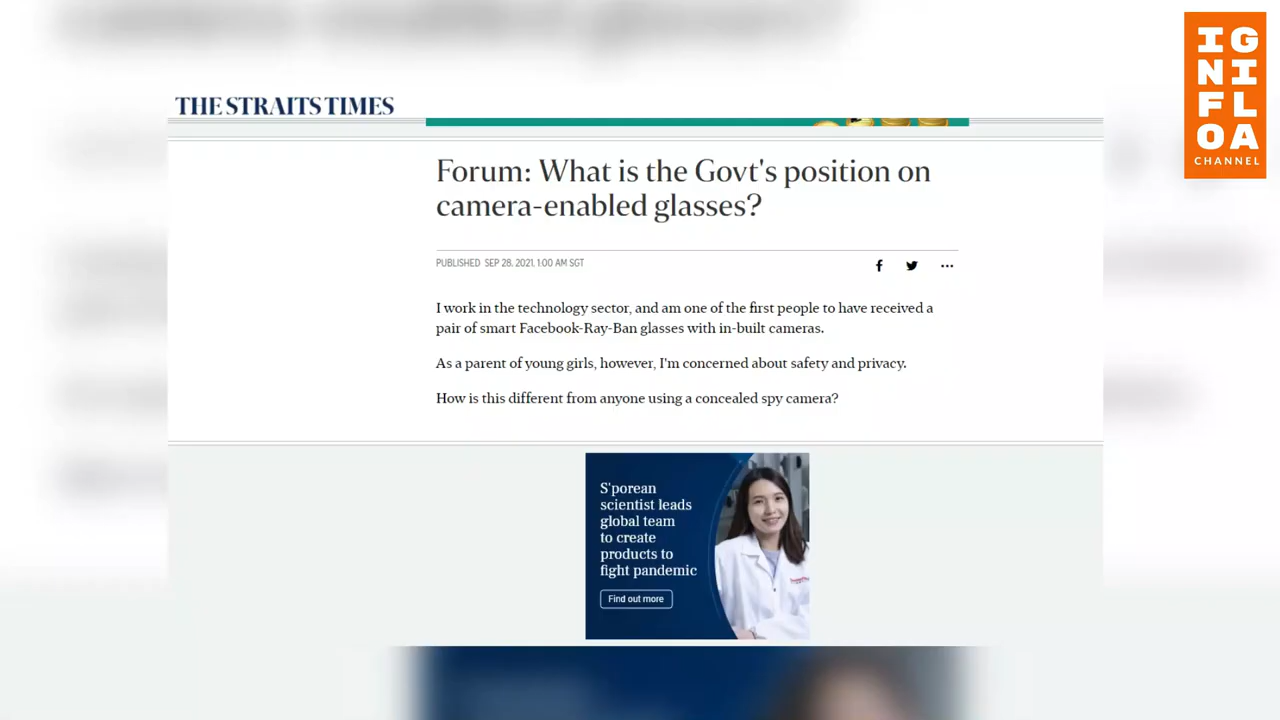 THE STRAITS TIMES
IG
NI
FL
OA
CHANNEL
Forum: What is the Govt's position on
camera-enabled glasses?
PUBLISHED SEP 28, 2021, 1:00 AM SGT
I work in the technology sector, and am one of the first people to have received a
pair of smart Facebook-Ray-Ban glasses with in-built cameras.
As a parent of young girls, however, I'm concerned about safety and privacy.
How is this different from anyone using a concealed spy camera?
S'porean
scientist leads
global team
to create
products to
fight pandemic
Find out more